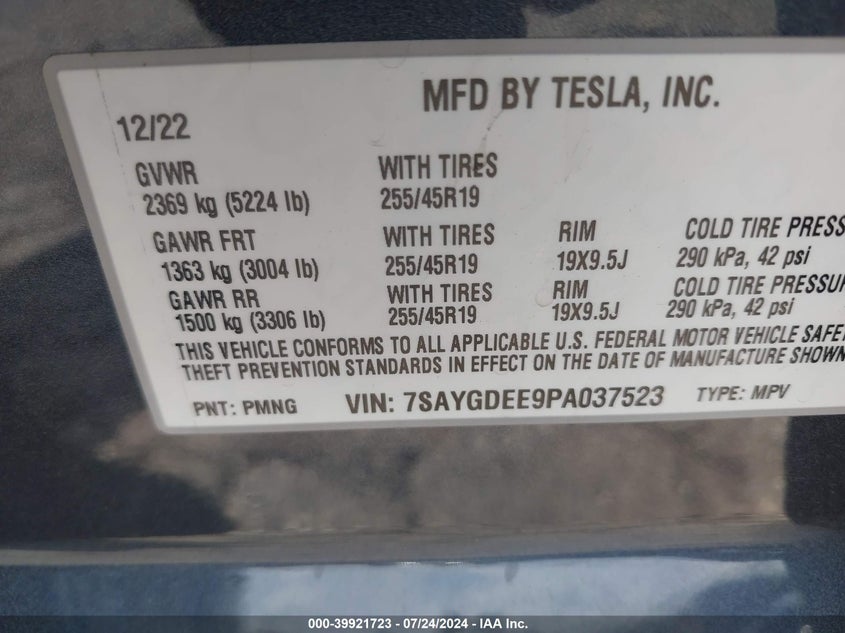 MFD BY TESLA, INC.
12/22
GVWR WITH TIRES
2369 kg (5224 lb) 255/45R19
GAWR FRT WITH TIRES RIM COLD TIRE PRESS
1363 kg (3004 lb) 255/45R19 19X9.5J 290 kPa, 42 psi
GAWR RR WITH TIRES RIM COLD TIRE PRESSUR
1500 kg (3306 lb) 255/45R19 19X9.5J 290 kPa, 42 psi
THIS VEHICLE CONFORMS TO ALL APPLICABLE U.S. FEDERAL MOTOR VEHICLE SAFE
THEFT PREVENTION STANDARDS IN EFFECT ON THE DATE OF MANUFACTURE SHOWN
PNT: PMNG VIN: 7SAYGDEE9PA037523 TYPE: MPV
000-39921723 - 07/24/2024 - WWW.IAAI.COM